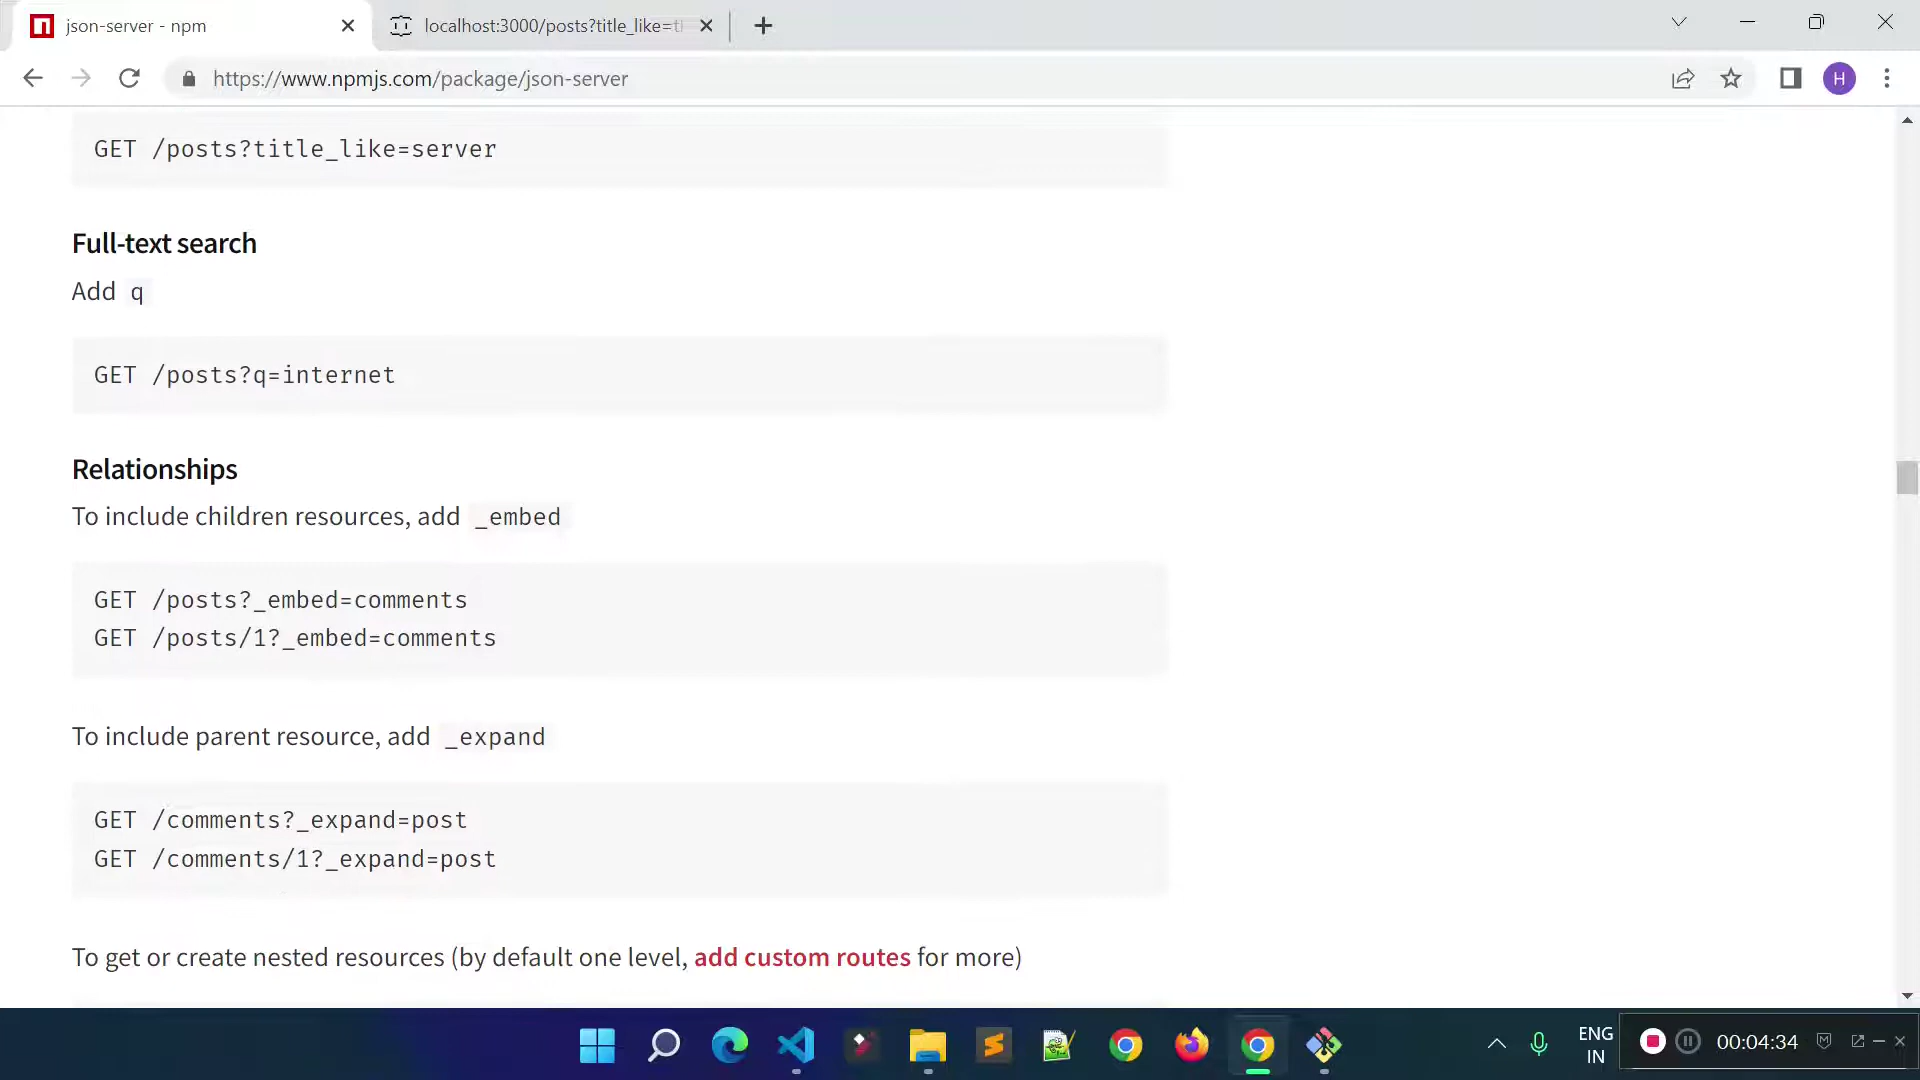 json-server - npm
localhost:3000/posts?title_like=t
https://www.npmjs.com/package/json-server
H
GET /posts?title_like=server
Full-text search
Add q
GET /posts?q=internet
Relationships
To include children resources, add _embed
GET /posts?_embed=comments
GET /posts/1?_embed=comments
To include parent resource, add _expand
GET /comments?_expand=post
GET /comments/1?_expand=post
To get or create nested resources (by default one level, add custom routes for more)
ENG
IN
00:04:34